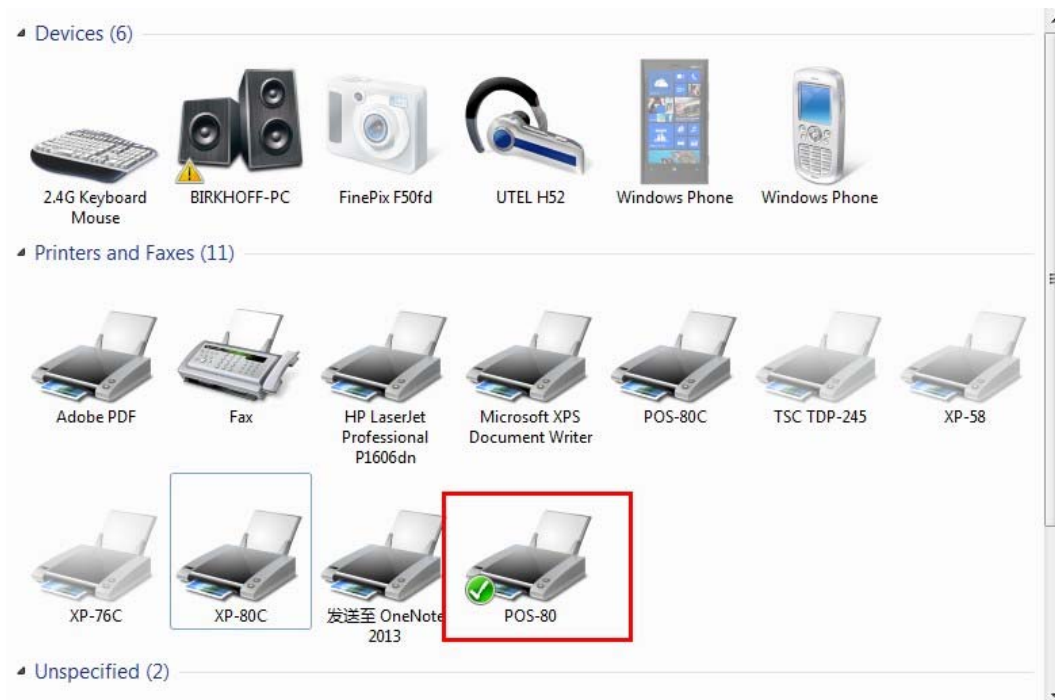 Devices (6)
2.4G Keyboard
Mouse
BIRKHOFF-PC
FinePix F50fd
UTEL H52
Windows Phone
Windows Phone
Printers and Faxes (11)
Adobe PDF
Fax
HP LaserJet
Professional
P1606dn
Microsoft XPS
Document Writer
POS-80C
TSC TDP-245
XP-58
XP-76C
XP-80C
发送至 OneNote
2013
POS-80
Unspecified (2)